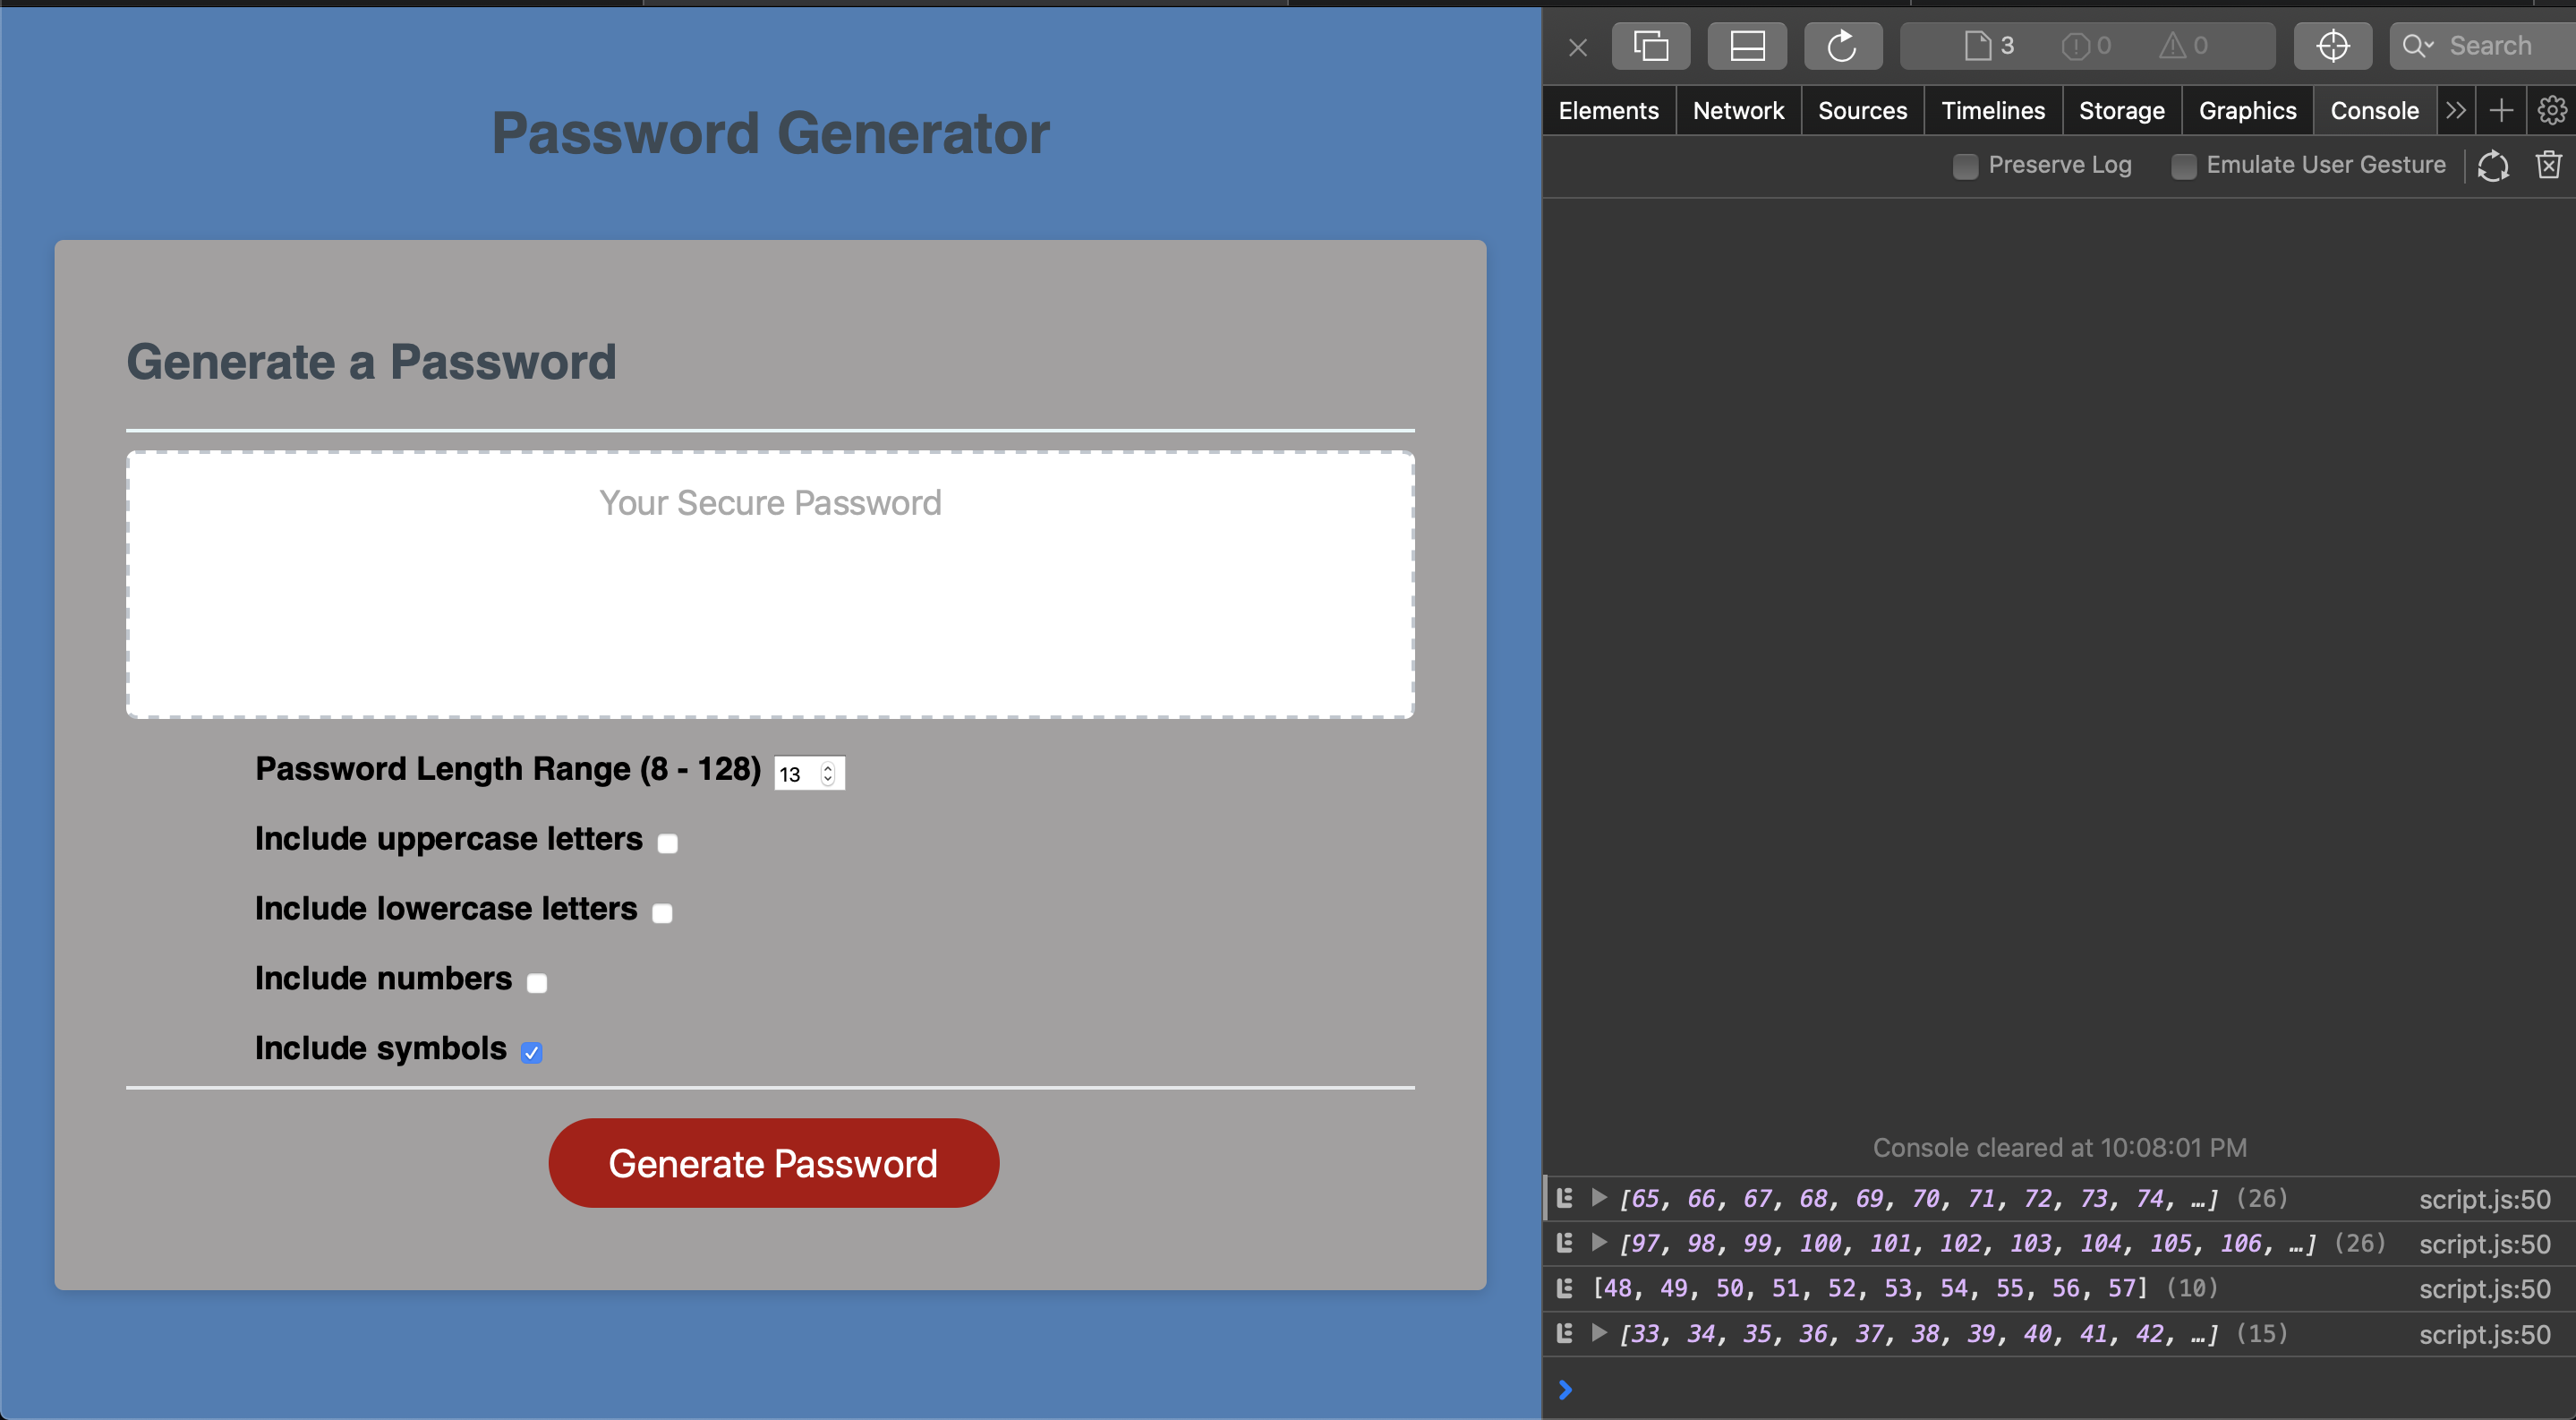 Password Generator
Generate a Password
Your Secure Password
Password Length Range (8 - 128) 13
Include uppercase letters
Include lowercase letters
Include numbers
Include symbols
Generate Password
3 0 0 Search
Elements Network Sources Timelines Storage Graphics Console
Preserve Log Emulate User Gesture
Console cleared at 10:08:01 PM
[65, 66, 67, 68, 69, 70, 71, 72, 73, 74, …] (26) script.js:50
[97, 98, 99, 100, 101, 102, 103, 104, 105, 106, …] (26) script.js:50
[48, 49, 50, 51, 52, 53, 54, 55, 56, 57] (10) script.js:50
[33, 34, 35, 36, 37, 38, 39, 40, 41, 42, …] (15) script.js:50